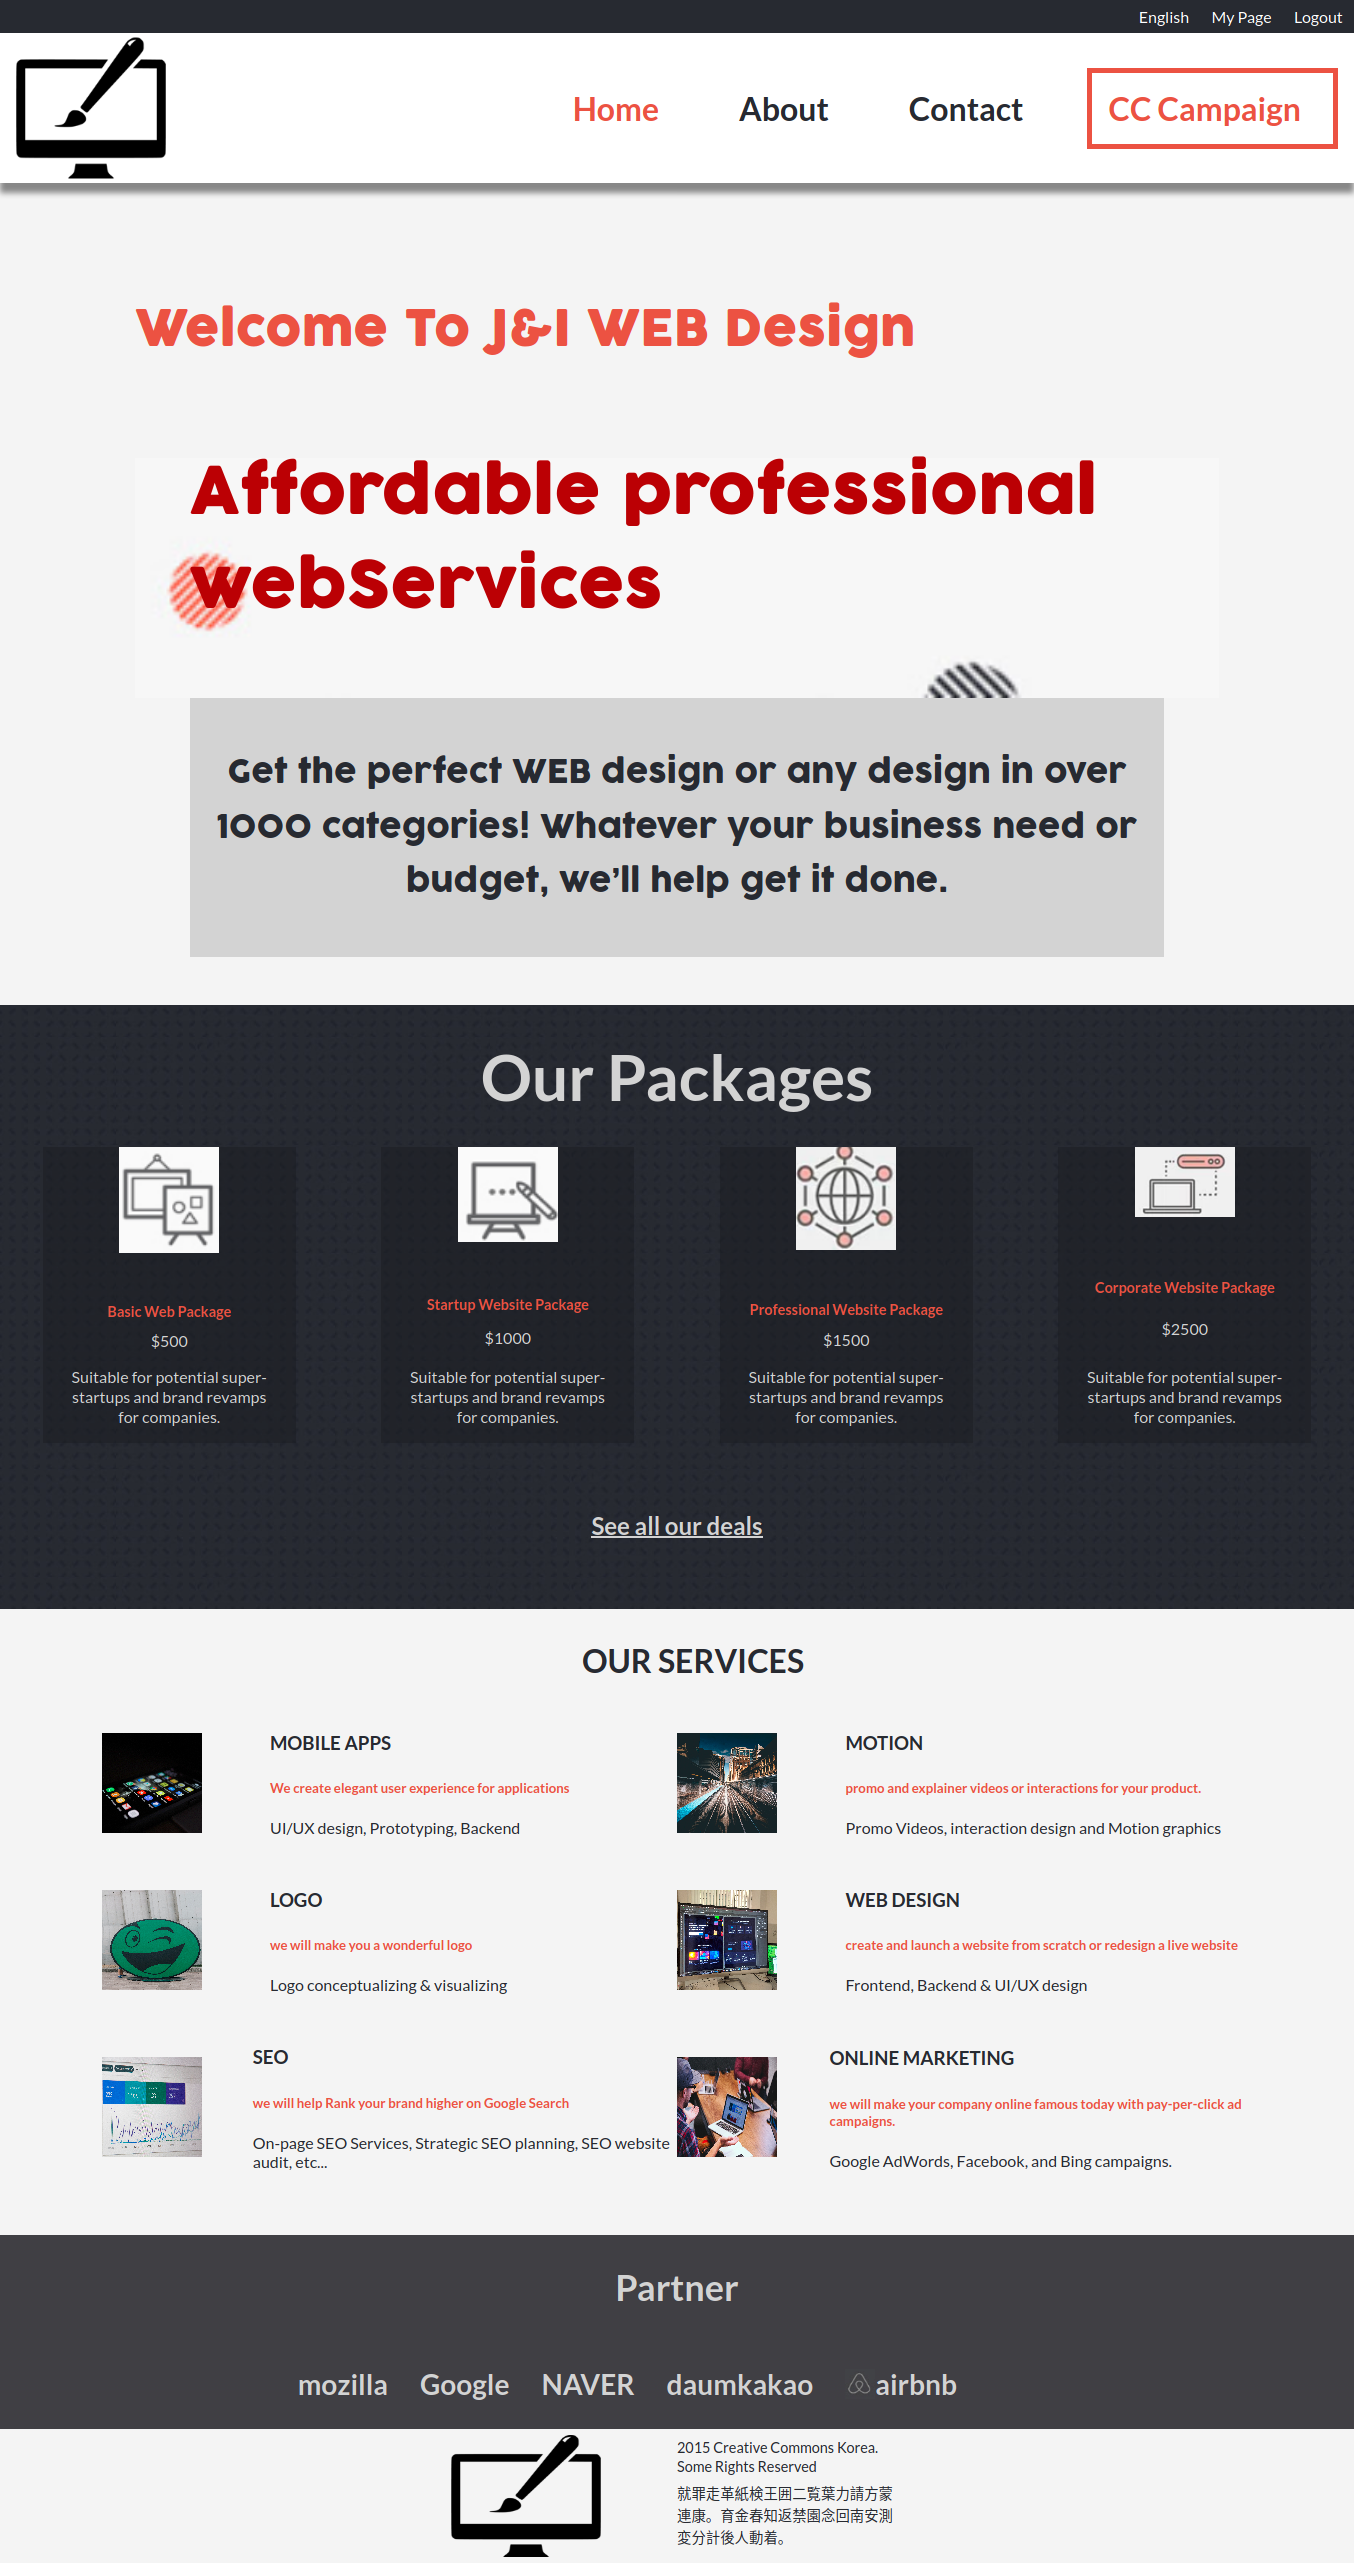 English My Page Logout
Home About Contact CC Campaign
Welcome To J&I WEB Design
Affordable professional
webServices
Get the perfect WEB design or any design in over
1000 categories! Whatever your business need or
budget, we'll help get it done.
Our Packages
Basic Web Package
$500
Suitable for potential super-
startups and brand revamps
for companies.
Startup Website Package
$1000
Suitable for potential super-
startups and brand revamps
for companies.
Professional Website Package
$1500
Suitable for potential super-
startups and brand revamps
for companies.
Corporate Website Package
$2500
Suitable for potential super-
startups and brand revamps
for companies.
See all our deals
OUR SERVICES
MOBILE APPS
We create elegant user experience for applications
UI/UX design, Prototyping, Backend
MOTION
promo and explainer videos or interactions for your product.
Promo Videos, interaction design and Motion graphics
LOGO
we will make you a wonderful logo
Logo conceptualizing & visualizing
WEB DESIGN
create and launch a website from scratch or redesign a live website
Frontend, Backend & UI/UX design
SEO
we will help Rank your brand higher on Google Search
On-page SEO Services, Strategic SEO planning, SEO website
audit, etc...
ONLINE MARKETING
we will make your company online famous today with pay-per-click ad
campaigns.
Google AdWords, Facebook, and Bing campaigns.
Partner
mozilla Google NAVER daumkakao airbnb
2015 Creative Commons Korea.
Some Rights Reserved
就罪走革紙検王囲二覧葉力請方蒙
連康。育金春知返禁園念回南安測
変分計後人動着。